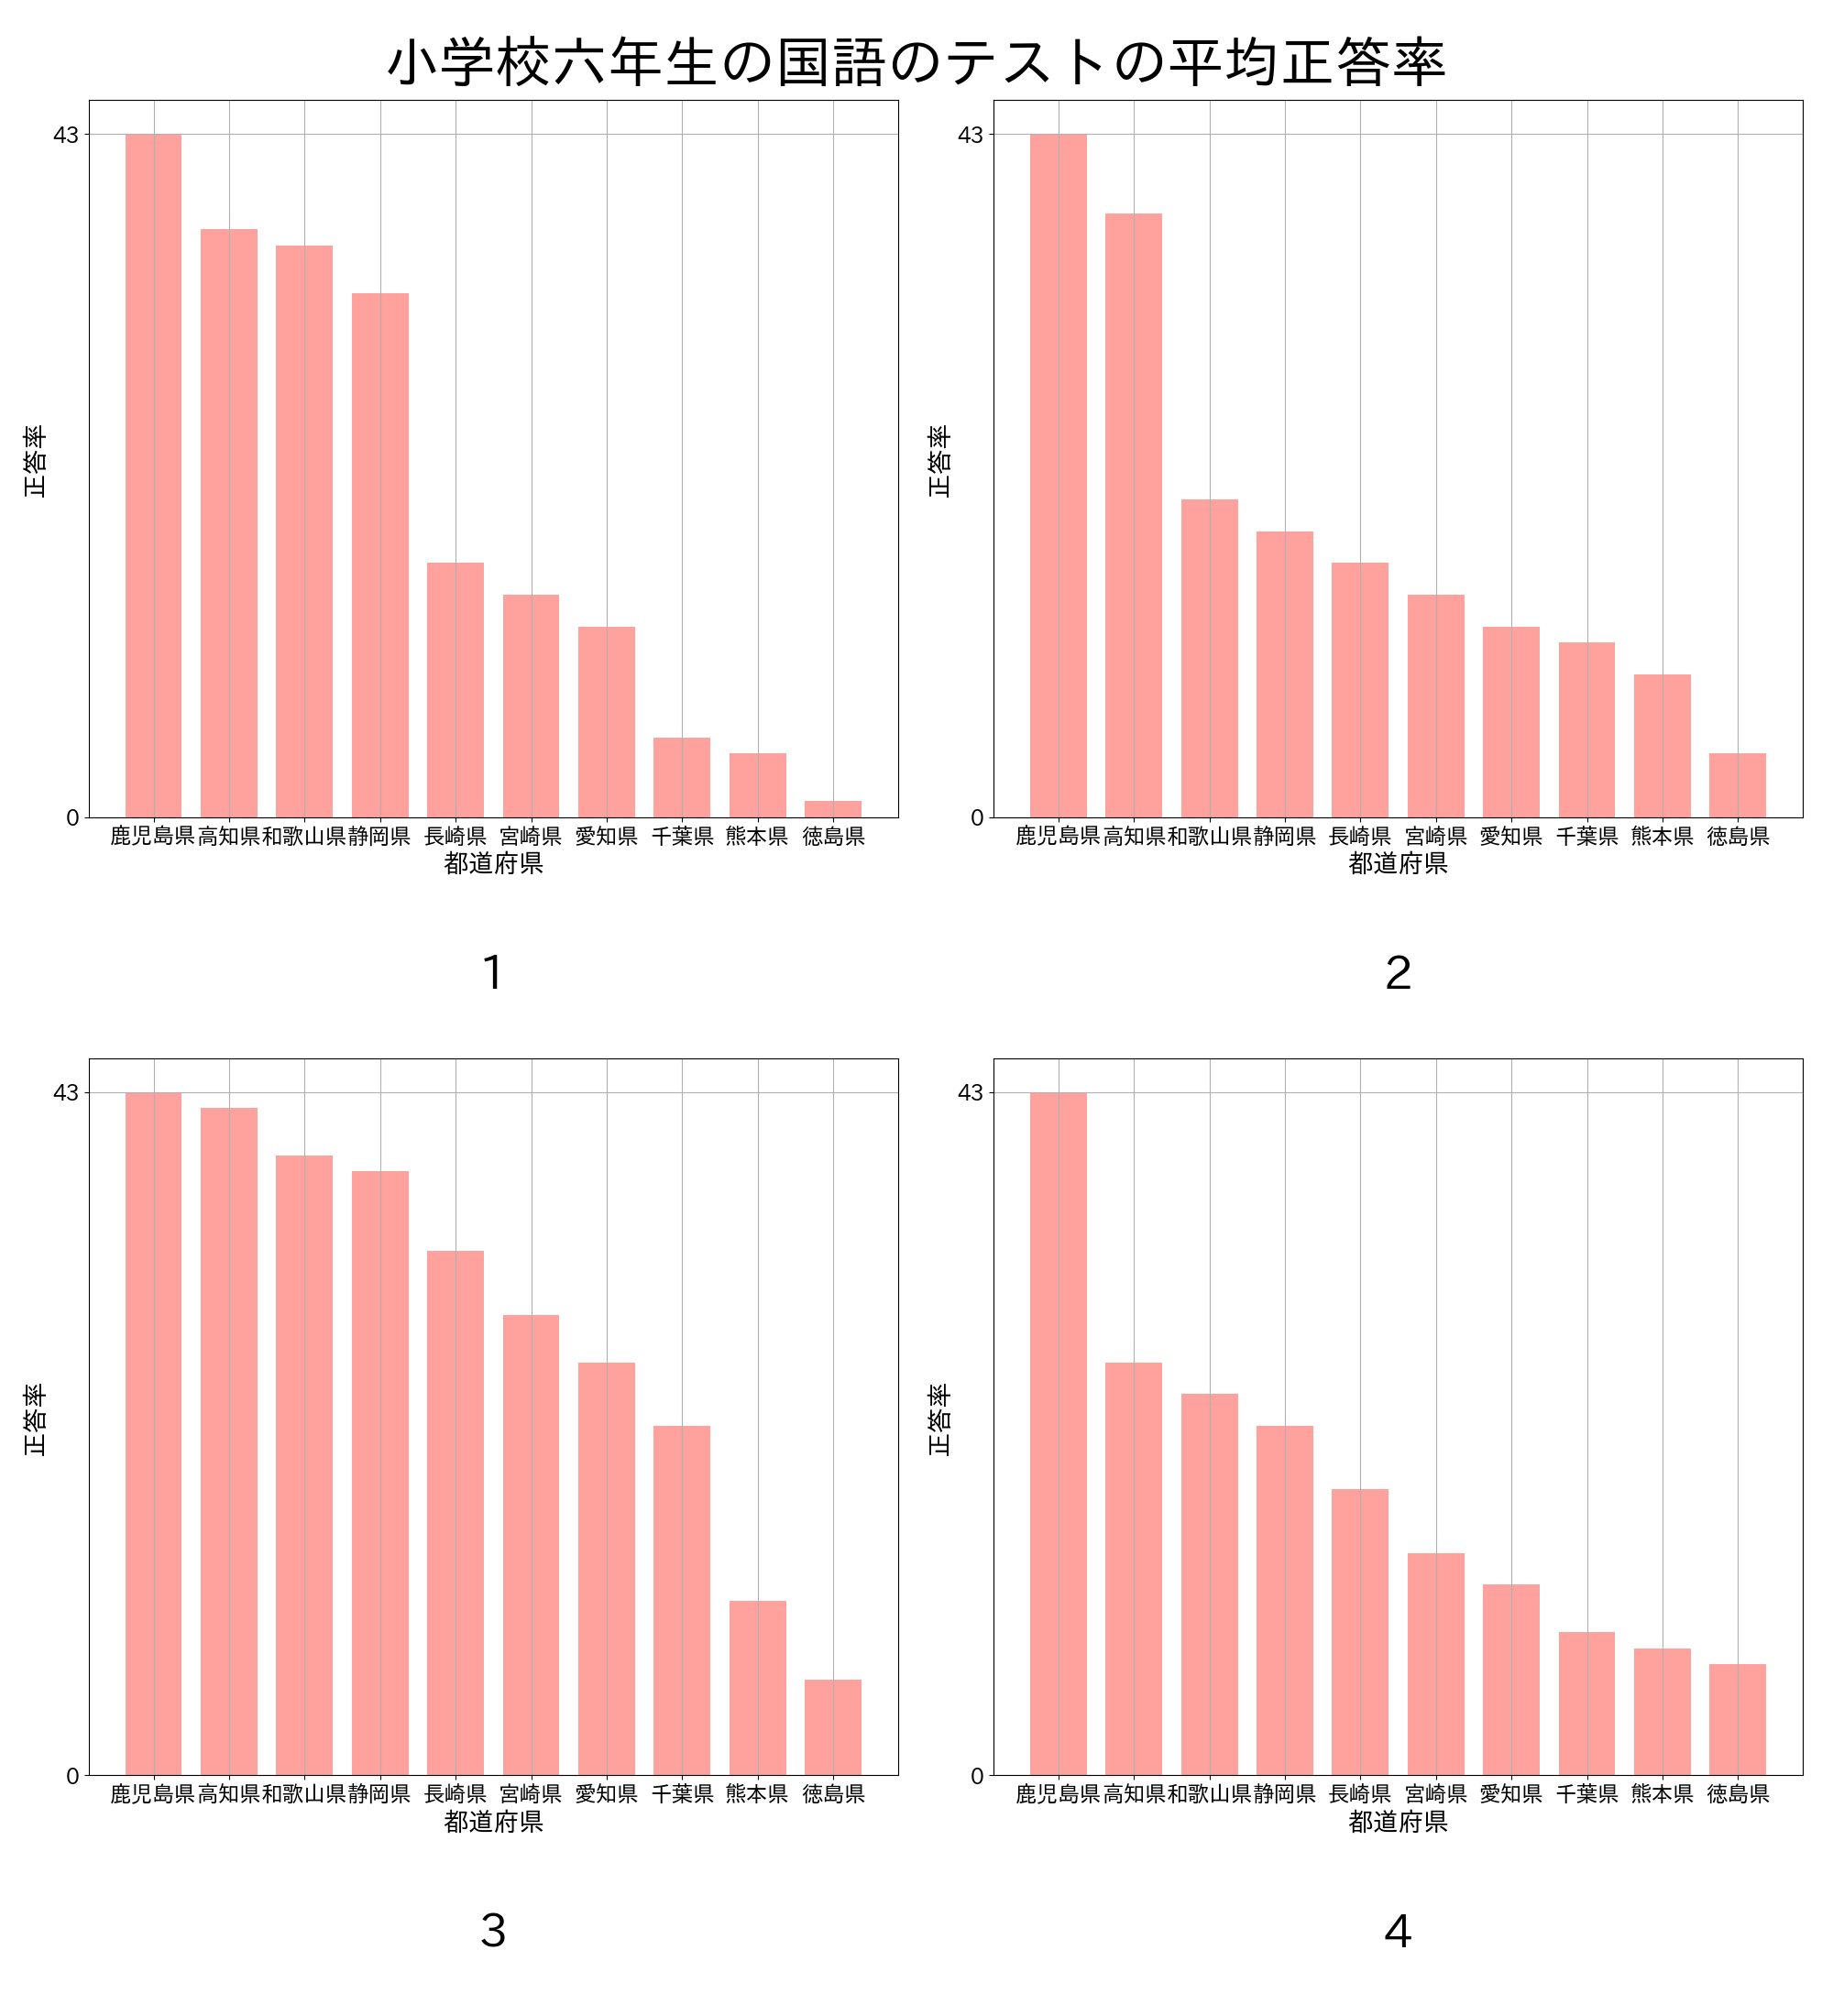 小学校六年生の国語のテストの平均正答率
43
正答率
0
鹿児島県 高知県 和歌山県 静岡県 長崎県 宮崎県 愛知県 千葉県 熊本県 徳島県
都道府県
1
43
正答率
0
鹿児島県 高知県 和歌山県 静岡県 長崎県 宮崎県 愛知県 千葉県 熊本県 徳島県
都道府県
2
43
正答率
0
鹿児島県 高知県 和歌山県 静岡県 長崎県 宮崎県 愛知県 千葉県 熊本県 徳島県
都道府県
3
43
正答率
0
鹿児島県 高知県 和歌山県 静岡県 長崎県 宮崎県 愛知県 千葉県 熊本県 徳島県
都道府県
4